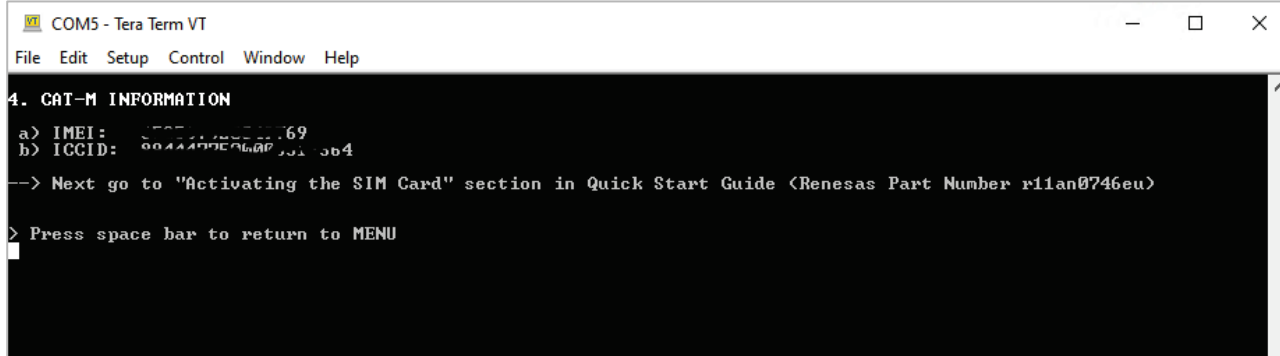 COM5 - Tera Term VT
File Edit Setup Control Window Help
4. CAT-M INFORMATION
a) IMEI:
b) ICCID:
--> Next go to "Activating the SIM Card" section in Quick Start Guide (Renesas Part Number r11an0746eu)
> Press space bar to return to MENU